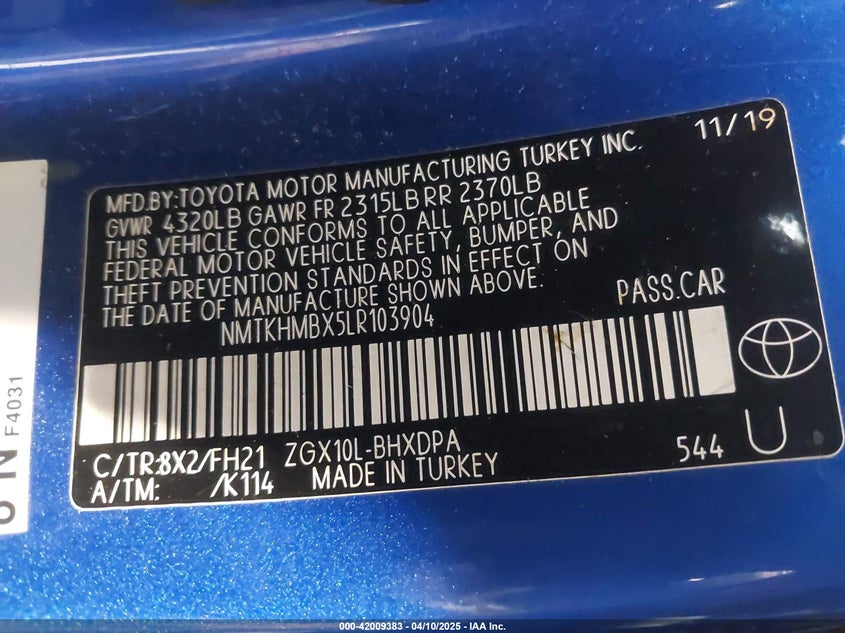 11/19
MFD.BY:TOYOTA MOTOR MANUFACTURING TURKEY INC.
GVWR 4320LB GAWR FR 2315LB RR 2370LB
THIS VEHICLE CONFORMS TO ALL APPLICABLE
FEDERAL MOTOR VEHICLE SAFETY, BUMPER, AND
THEFT PREVENTION STANDARDS IN EFFECT ON
THE DATE OF MANUFACTURE SHOWN ABOVE.
PASS.CAR
NMTKHMBX5LR103904
C/TR:8X2/FH21 ZGX10L-BHXDPA
A/TM: /K114 MADE IN TURKEY
544 U
F4031
000-42009383 - 04/10/2025 - IAA Inc.